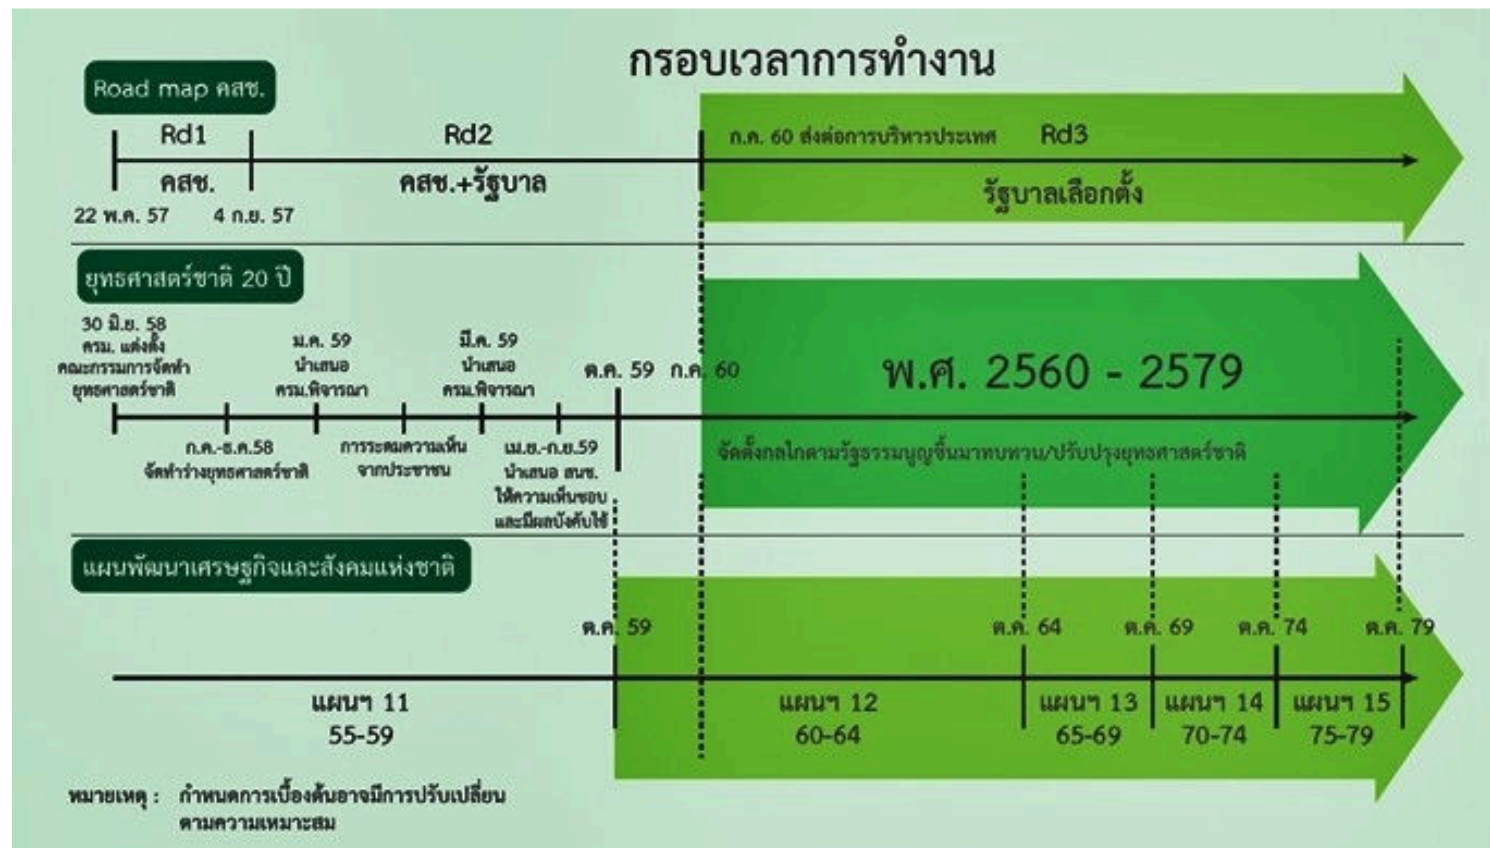 กรอบเวลาการทำงาน
Road map คสช.
Rd1
Rd2
ก.ค. 60 ส่งต่อการบริหารประเทศ
Rd3
คสช.
คสช.+รัฐบาล
รัฐบาลเลือกตั้ง
22 พ.ค. 57
4 ก.ย. 57
ยุทธศาสตร์ชาติ 20 ปี
30 มิ.ย. 58
ครม. แต่งตั้ง
คณะกรรมการจัดทำ
ยุทธศาสตร์ชาติ
ม.ค. 59
นำเสนอ
ครม.พิจารณา
มี.ค. 59
นำเสนอ
ครม.พิจารณา
ต.ค. 59
ก.ค. 60
พ.ศ. 2560 - 2579
ก.ค.-ธ.ค.58
จัดทำร่างยุทธศาสตร์ชาติ
การระดมความเห็น
จากประชาชน
เม.ย.-ก.ย.59
นำเสนอ สนช.
ให้ความเห็นชอบ
และมีผลบังคับใช้
จัดตั้งกลไกตามรัฐธรรมนูญขึ้นมาทบทวน/ปรับปรุงยุทธศาสตร์ชาติ
แผนพัฒนาเศรษฐกิจและสังคมแห่งชาติ
ต.ค. 59
ต.ค. 64
ต.ค. 69
ต.ค. 74
ต.ค. 79
แผนฯ 11
55-59
แผนฯ 12
60-64
แผนฯ 13
65-69
แผนฯ 14
70-74
แผนฯ 15
75-79
หมายเหตุ : กำหนดการเบื้องต้นอาจมีการปรับเปลี่ยน
ตามความเหมาะสม